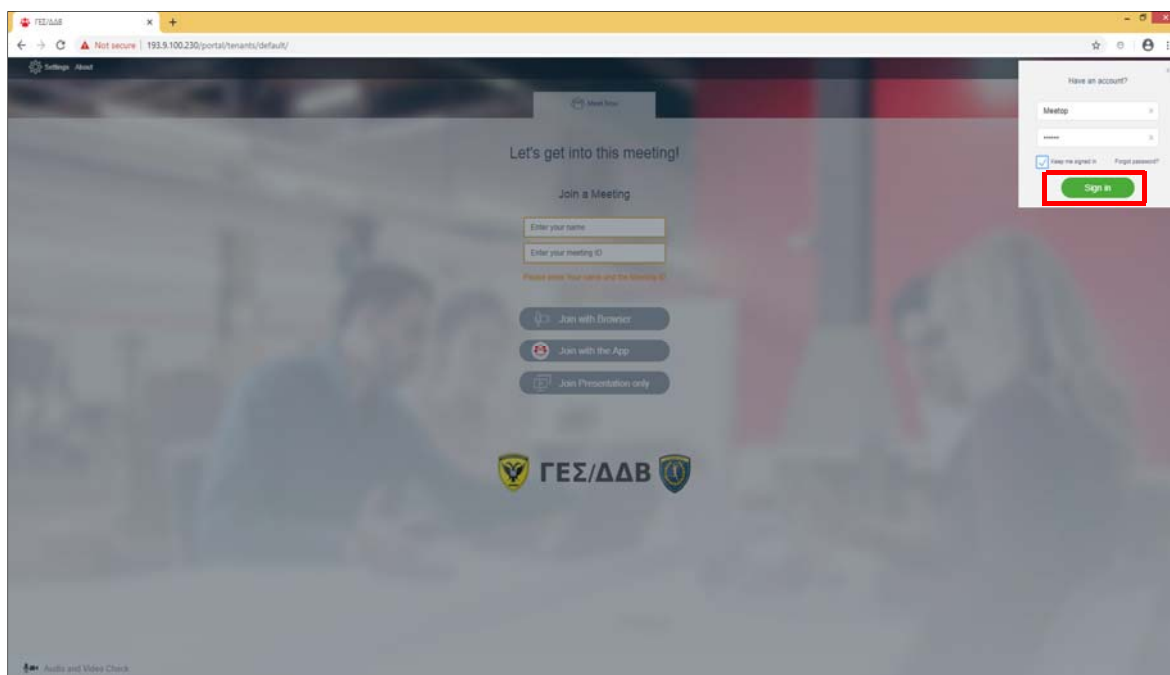 ΓΕΣ/ΔΔΒ
Not secure 193.9.100.230/portal/tenants/default/
Settings About
Meet Now
Have an account?
Meetop
······
Keep me signed in Forgot password?
Sign in
Let's get into this meeting!
Join a Meeting
Enter your name
Enter your meeting ID
Please enter Your name and the Meeting ID
Join with Browser
Join with the App
Join Presentation only
ΓΕΣ/ΔΔΒ
Audio and Video Check